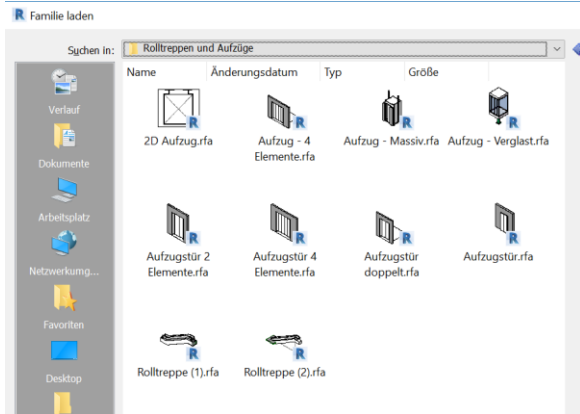 Familie laden
Suchen in: Rolltreppen und Aufzüge
Name Änderungsdatum Typ Größe
Verlauf
Dokumente
Arbeitsplatz
Netzwerkumg...
Favoriten
Desktop
2D Aufzug.rfa
Aufzug - 4
Elemente.rfa
Aufzug - Massiv.rfa
Aufzug - Verglast.rfa
Aufzugstür 2
Elemente.rfa
Aufzugstür 4
Elemente.rfa
Aufzugstür
doppelt.rfa
Aufzugstür.rfa
Rolltreppe (1).rfa
Rolltreppe (2).rfa